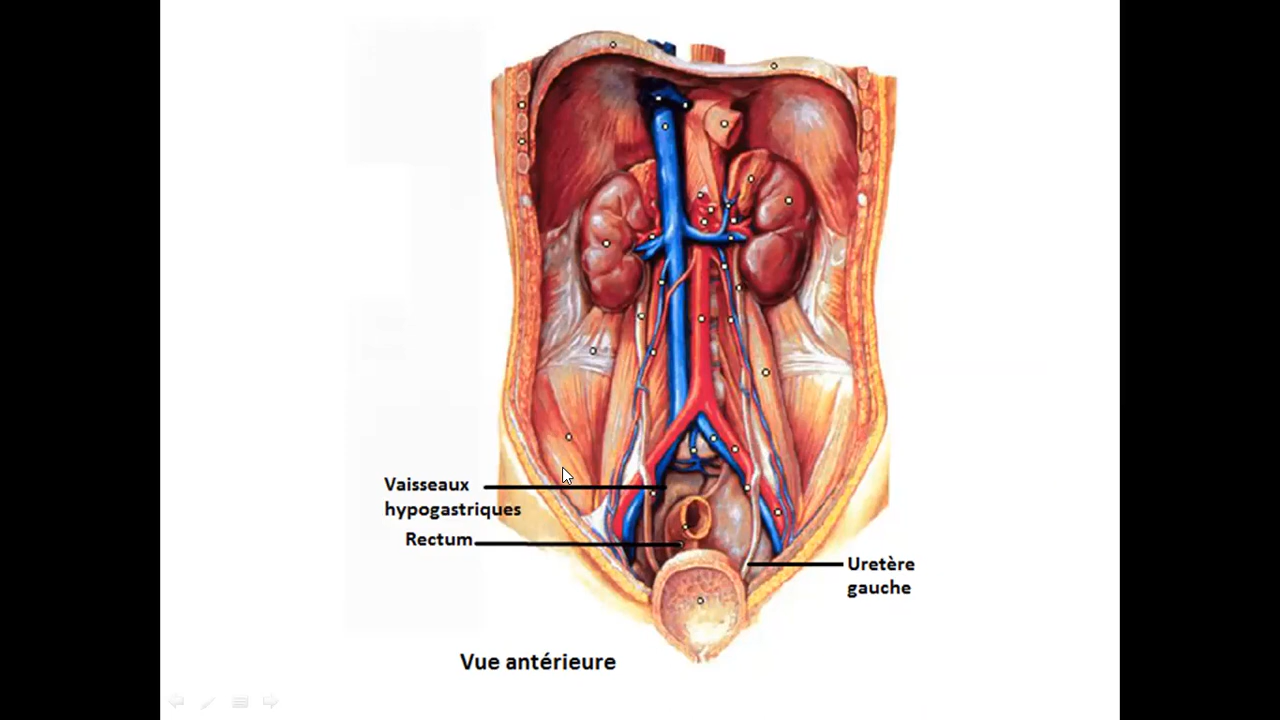 Vaisseaux
hypogastriques
Rectum
Uretère
gauche
Vue antérieure